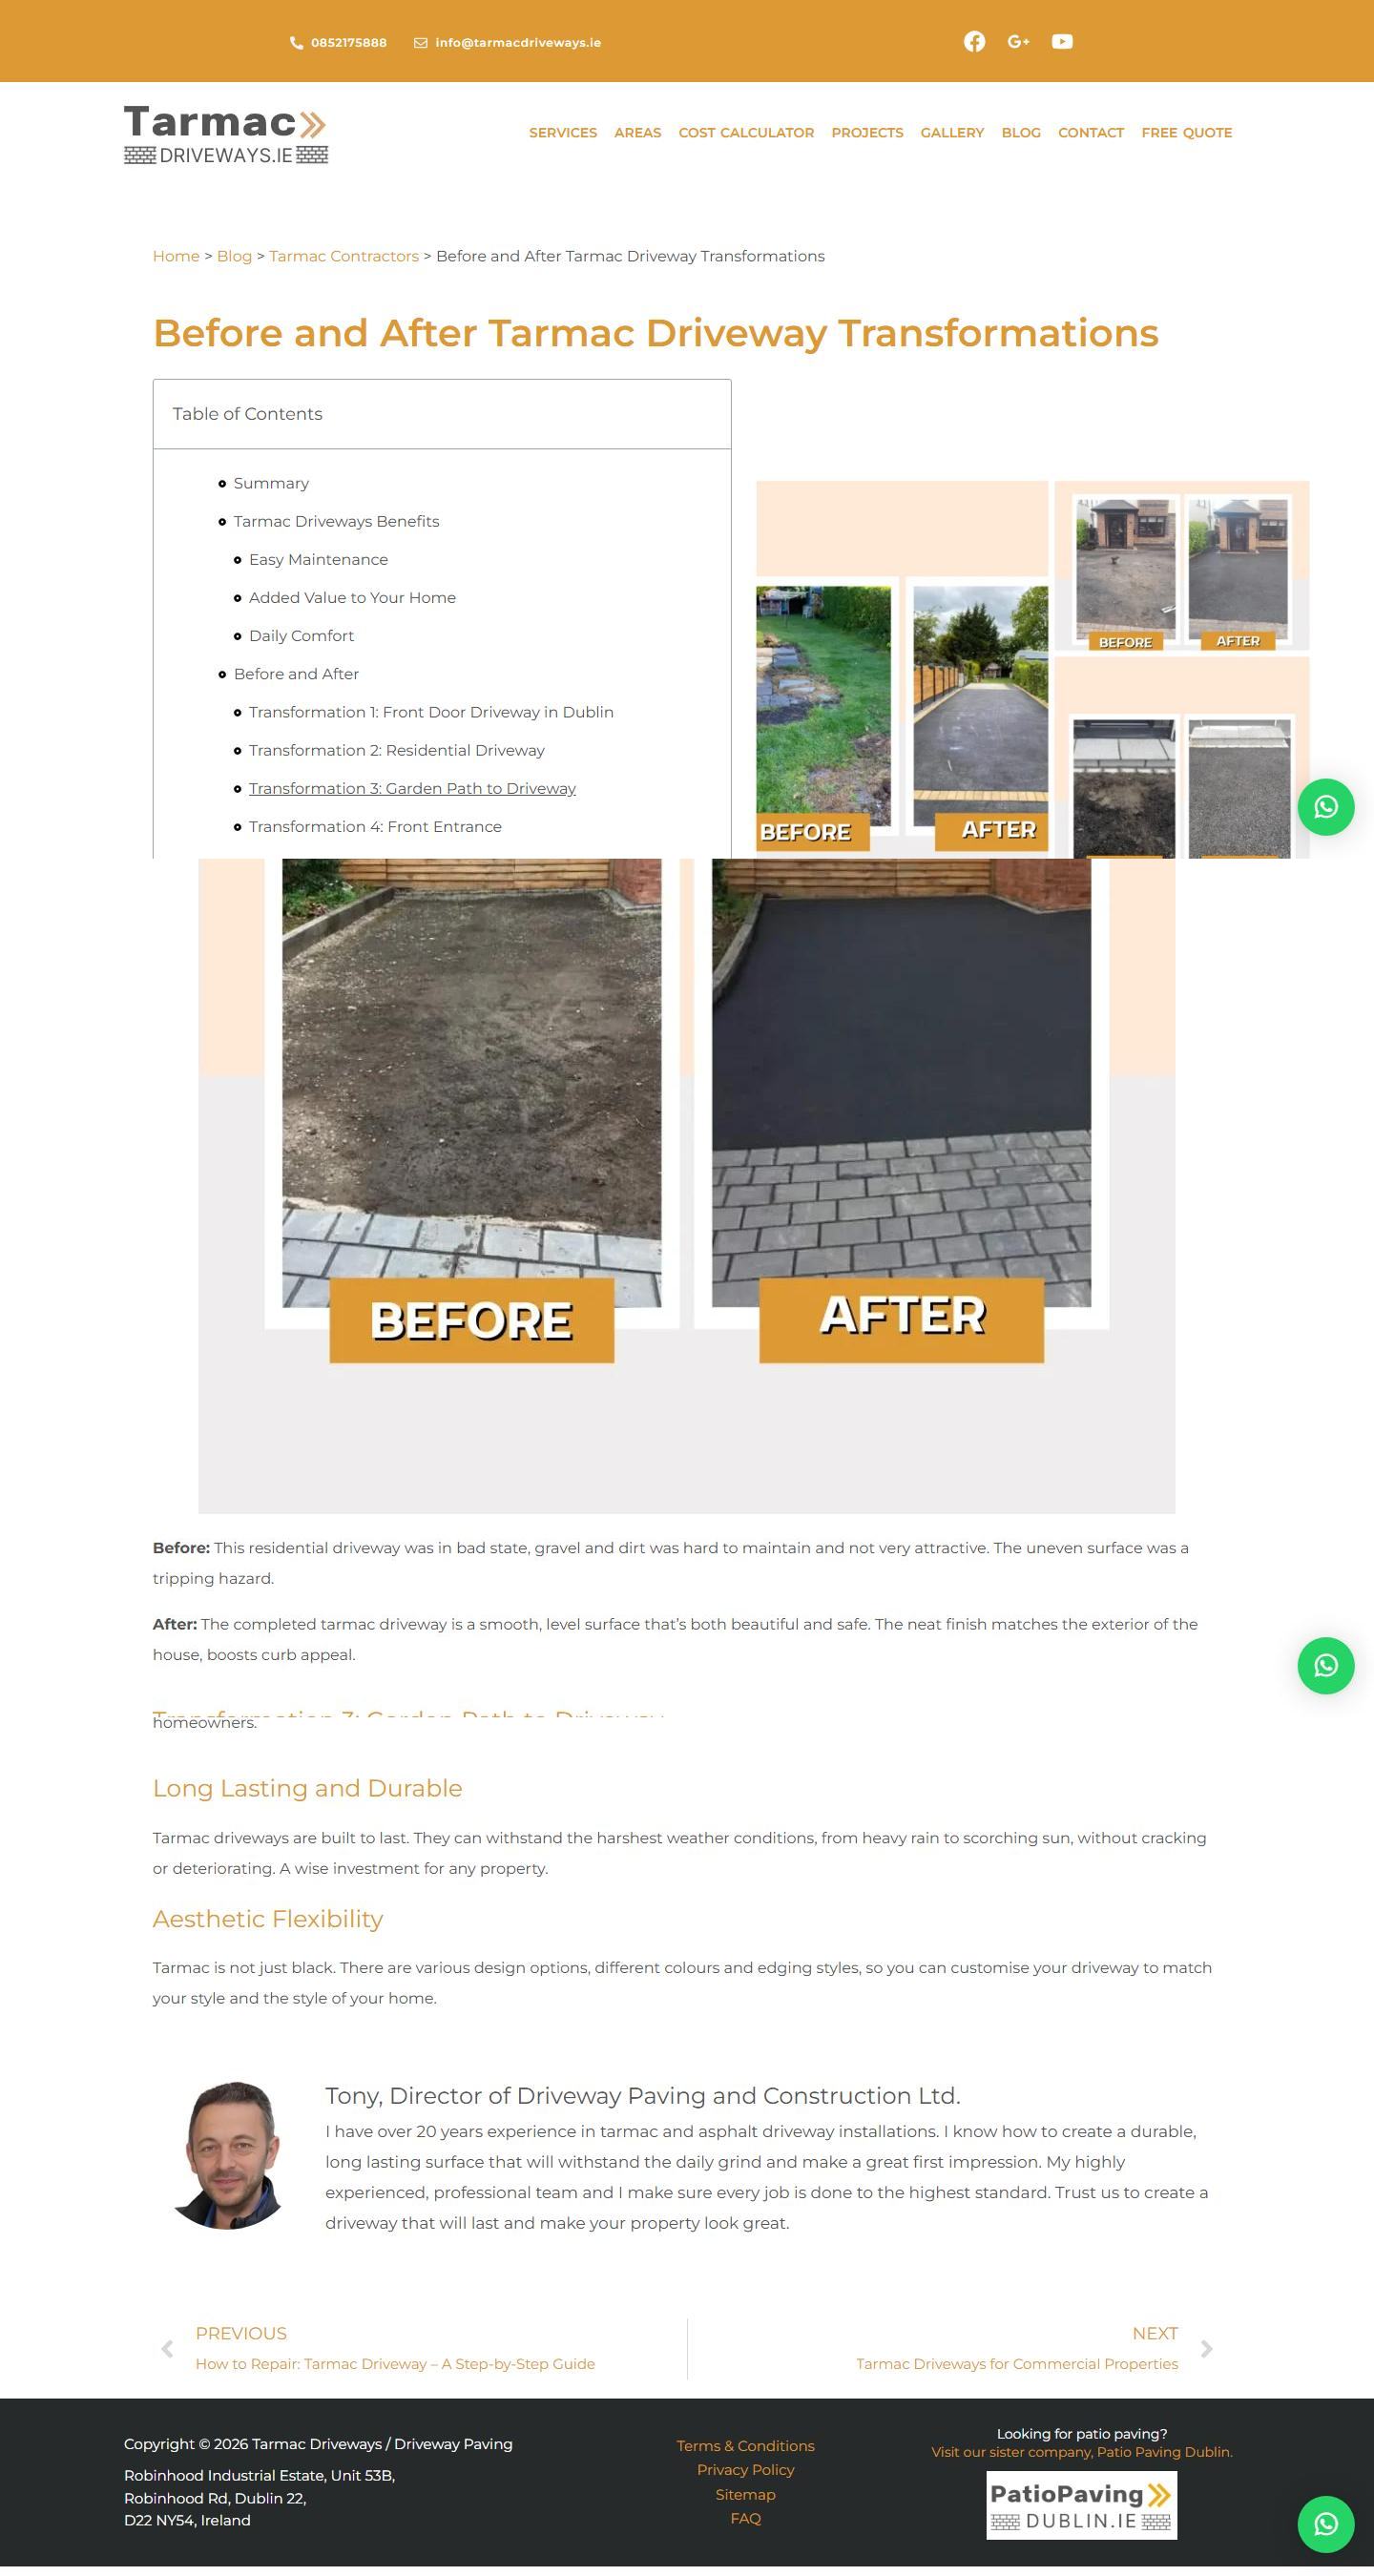 0852175888 info@tarmacdriveways.ie
Tarmac
DRIVEWAYS.IE
SERVICES AREAS COST CALCULATOR PROJECTS GALLERY BLOG CONTACT FREE QUOTE
Home > Blog > Tarmac Contractors > Before and After Tarmac Driveway Transformations
Before and After Tarmac Driveway Transformations
Table of Contents
Summary
Tarmac Driveways Benefits
Easy Maintenance
Added Value to Your Home
Daily Comfort
Before and After
Transformation 1: Front Door Driveway in Dublin
Transformation 2: Residential Driveway
Transformation 3: Garden Path to Driveway
Transformation 4: Front Entrance
BEFORE AFTER
BEFORE AFTER
BEFORE AFTER
Before: This residential driveway was in bad state, gravel and dirt was hard to maintain and not very attractive. The uneven surface was a
tripping hazard.
After: The completed tarmac driveway is a smooth, level surface that’s both beautiful and safe. The neat finish matches the exterior of the
house, boosts curb appeal.
Transformation 3: Garden Path to Driveway
homeowners.
Long Lasting and Durable
Tarmac driveways are built to last. They can withstand the harshest weather conditions, from heavy rain to scorching sun, without cracking
or deteriorating. A wise investment for any property.
Aesthetic Flexibility
Tarmac is not just black. There are various design options, different colours and edging styles, so you can customise your driveway to match
your style and the style of your home.
Tony, Director of Driveway Paving and Construction Ltd.
I have over 20 years experience in tarmac and asphalt driveway installations. I know how to create a durable,
long lasting surface that will withstand the daily grind and make a great first impression. My highly
experienced, professional team and I make sure every job is done to the highest standard. Trust us to create a
driveway that will last and make your property look great.
PREVIOUS
How to Repair: Tarmac Driveway – A Step-by-Step Guide
NEXT
Tarmac Driveways for Commercial Properties
Copyright © 2026 Tarmac Driveways / Driveway Paving
Robinhood Industrial Estate, Unit 53B,
Robinhood Rd, Dublin 22,
D22 NY54, Ireland
Terms & Conditions
Privacy Policy
Sitemap
FAQ
Looking for patio paving?
Visit our sister company, Patio Paving Dublin.
PatioPaving
DUBLIN.IE